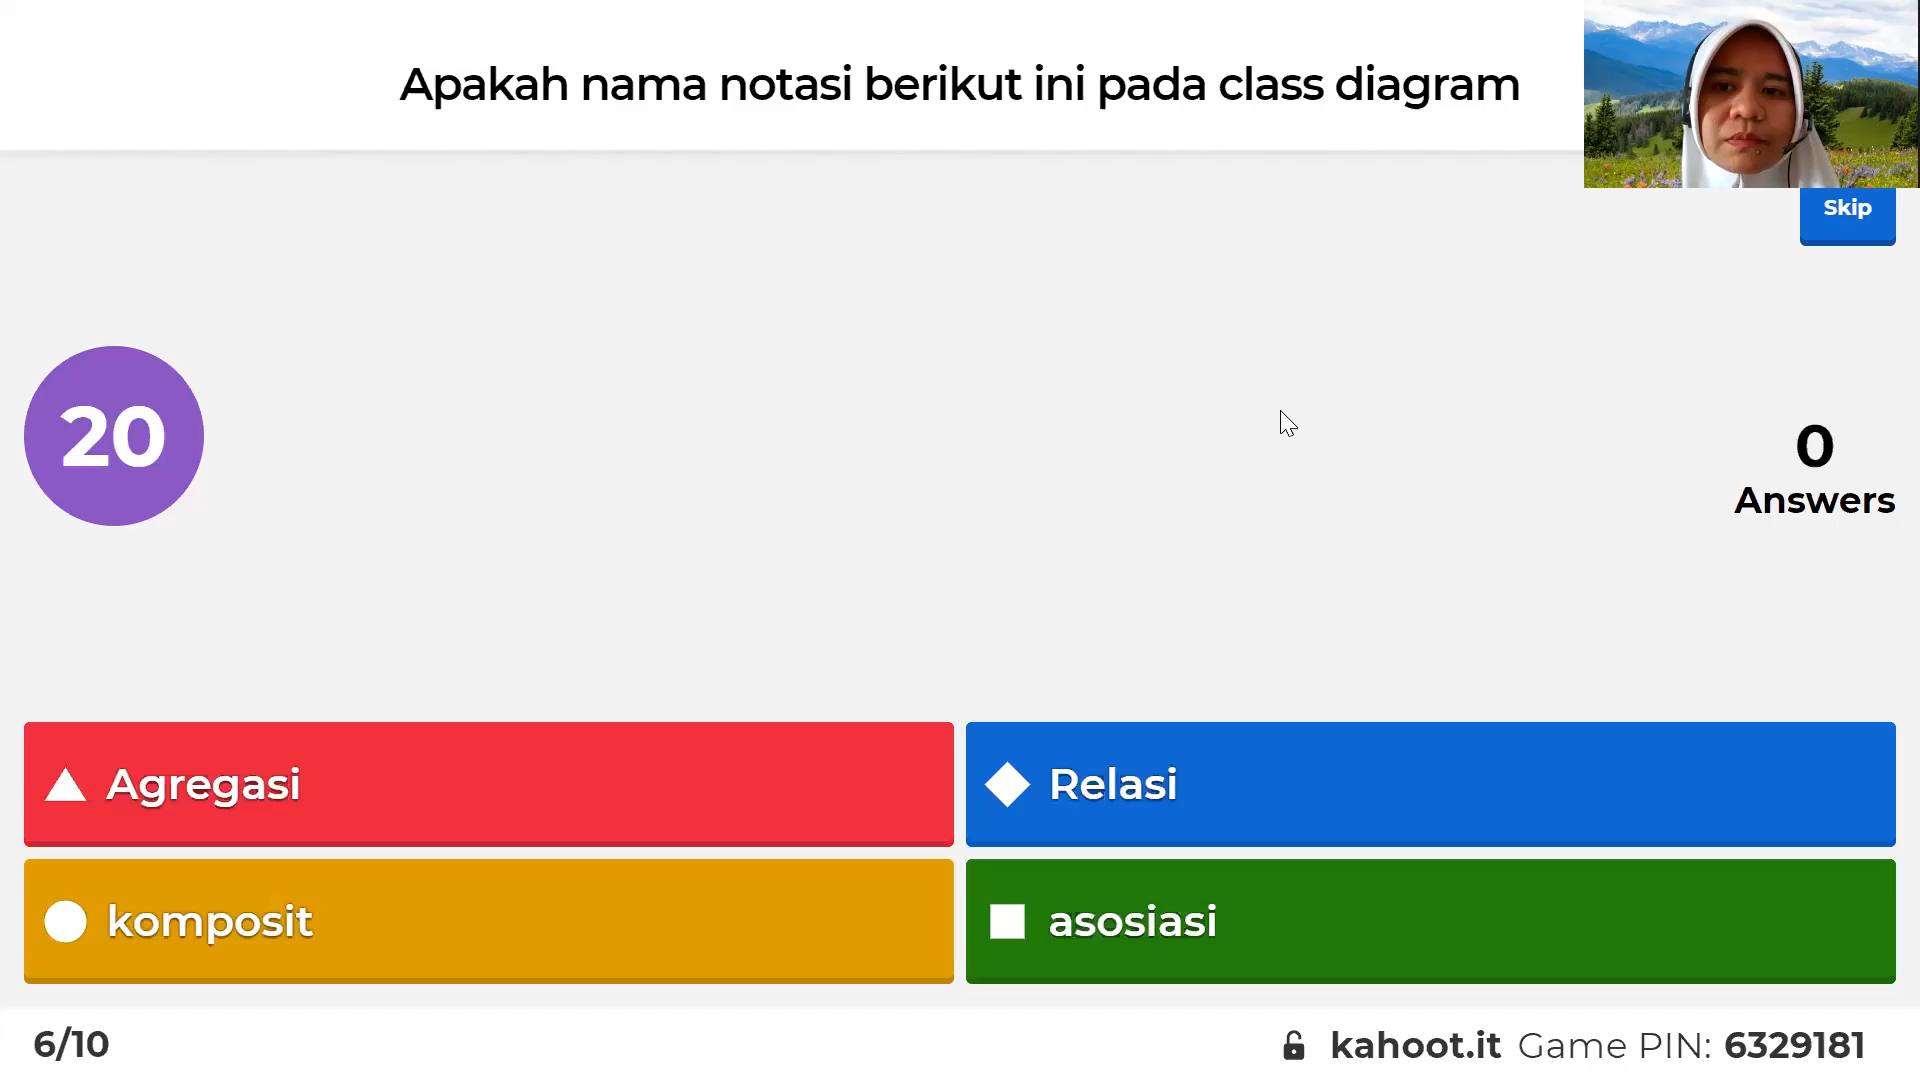 Apakah nama notasi berikut ini pada class diagram
Skip
20
0
Answers
Agregasi
Relasi
komposit
asosiasi
6/10
kahoot.it Game PIN: 6329181